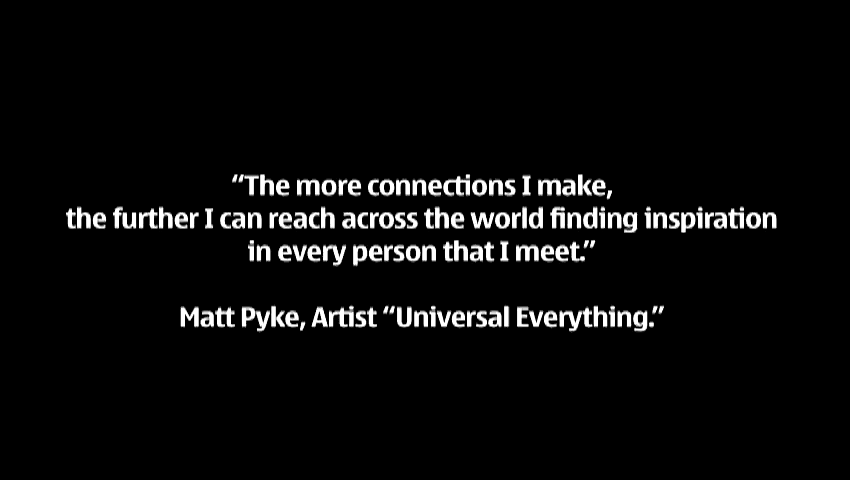 “The more connections I make,
the further I can reach across the world finding inspiration
in every person that I meet.”
Matt Pyke, Artist “Universal Everything.”